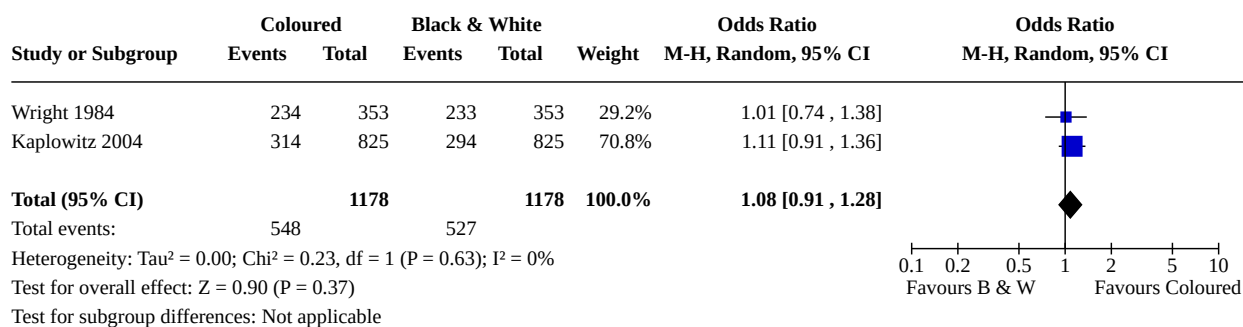 Coloured Black & White Odds Ratio Odds Ratio
Study or Subgroup Events Total Events Total Weight M-H, Random, 95% CI M-H, Random, 95% CI
Wright 1984 234 353 233 353 29.2% 1.01 [0.74 , 1.38]
Kaplowitz 2004 314 825 294 825 70.8% 1.11 [0.91 , 1.36]
Total (95% CI) 1178 1178 100.0% 1.08 [0.91 , 1.28]
Total events: 548 527
Heterogeneity: Tau² = 0.00; Chi² = 0.23, df = 1 (P = 0.63); I² = 0%
0.1 0.2 0.5 1 2 5 10
Test for overall effect: Z = 0.90 (P = 0.37) Favours B & W Favours Coloured
Test for subgroup differences: Not applicable